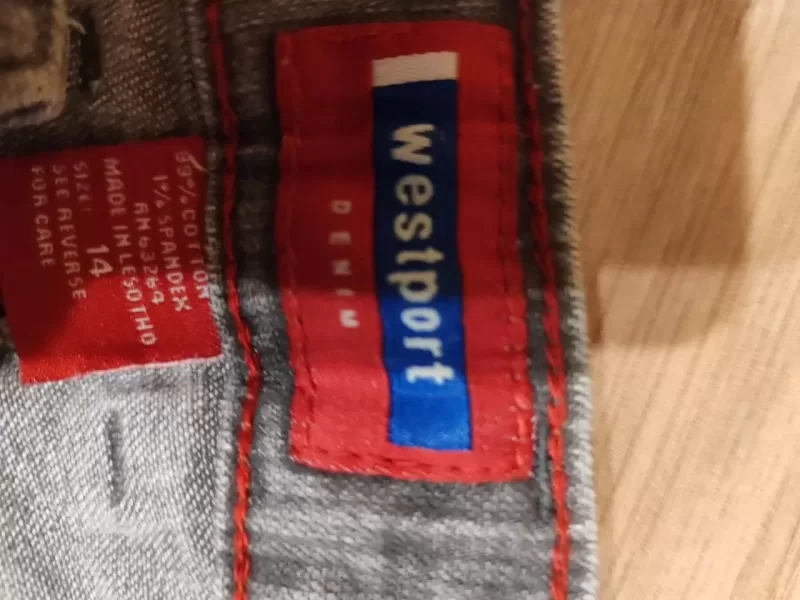 westport
DENIM
99% COTTON
1% SPANDEX
RN 63264
MADE IN LESOTHO
SIZE: 14
SEE REVERSE
FOR CARE